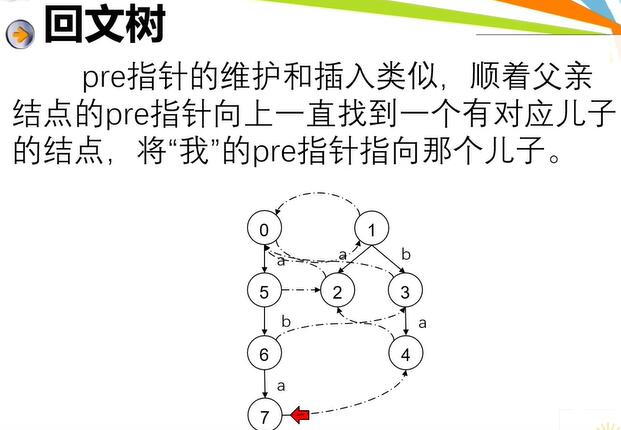 回文树
pre指针的维护和插入类似，顺着父亲
结点的pre指针向上一直找到一个有对应儿子
的结点，将“我”的pre指针指向那个儿子。
0 1
a a b
5 2 3
b a
6 4
a
7